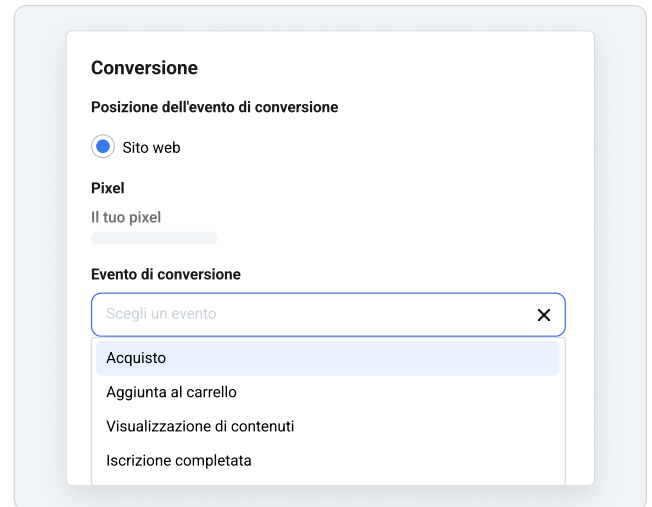 Conversione
Posizione dell'evento di conversione
Sito web
Pixel
Il tuo pixel
Evento di conversione
Scegli un evento
Acquisto
Aggiunta al carrello
Visualizzazione di contenuti
Iscrizione completata